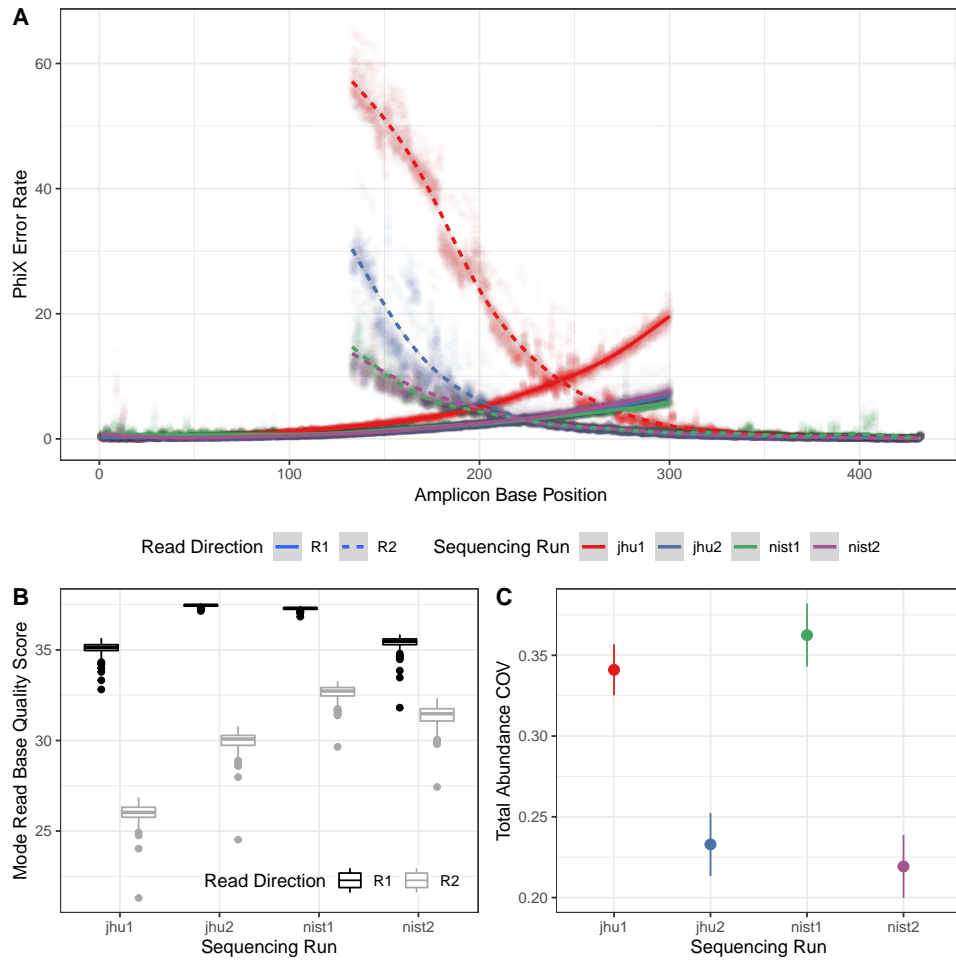 A
PhiX Error Rate
60
40
20
0
0 100 200 300 400
Amplicon Base Position
Read Direction R1 R2 Sequencing Run jhu1 jhu2 nist1 nist2
B
Mode Read Base Quality Score
35
30
25
Read Direction R1 R2
jhu1 jhu2 nist1 nist2
Sequencing Run
C
Total Abundance COV
0.35
0.30
0.25
0.20
jhu1 jhu2 nist1 nist2
Sequencing Run